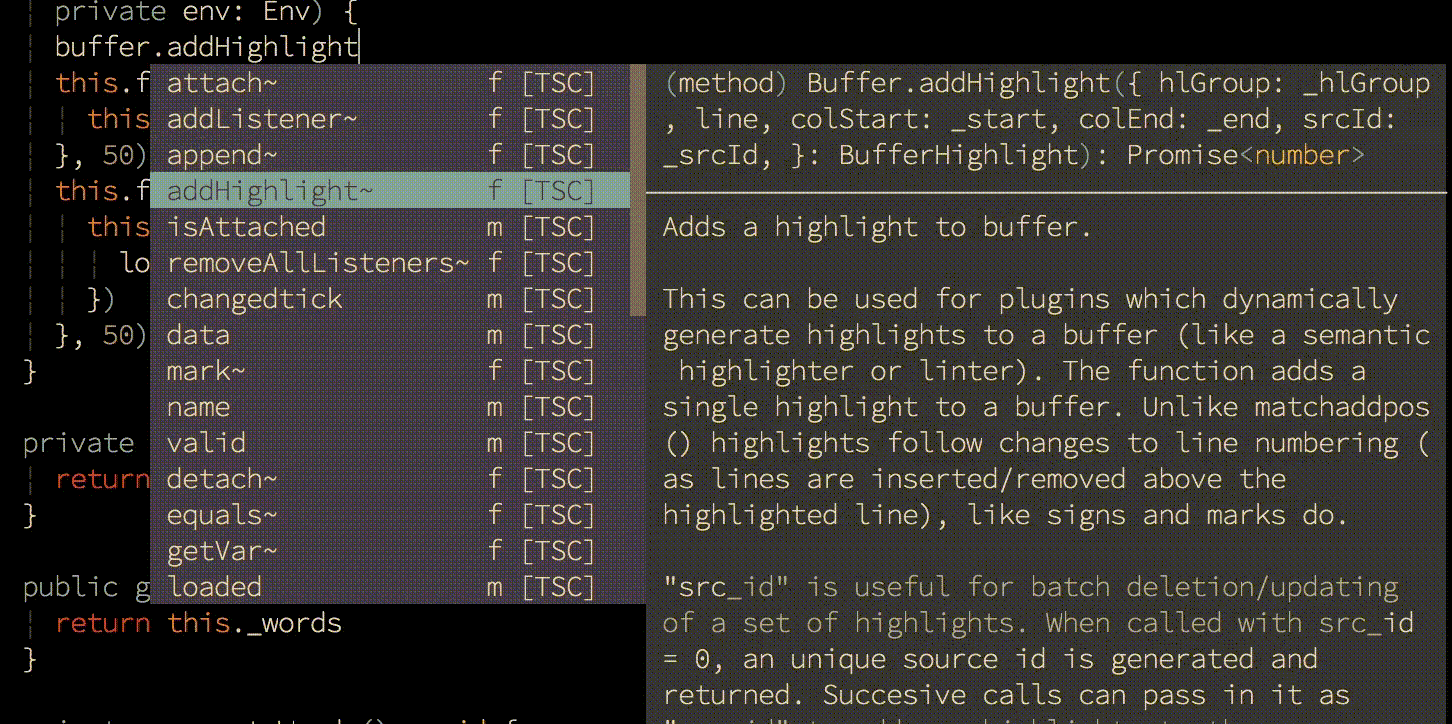 private env: Env) {
buffer.addHighlight
this.f
this
}, 50)
this.f
this
lo
})
}, 50)
}
private
return
}
public g
return this._words
}
attach~ f [TSC]
addListener~ f [TSC]
append~ f [TSC]
addHighlight~ f [TSC]
isAttached m [TSC]
removeAllListeners~ f [TSC]
changedtick m [TSC]
data m [TSC]
mark~ f [TSC]
name m [TSC]
valid m [TSC]
detach~ f [TSC]
equals~ f [TSC]
getVar~ f [TSC]
loaded m [TSC]
(method) Buffer.addHighlight({ hlGroup: _hlGroup
, line, colStart: _start, colEnd: _end, srcId:
_srcId, }: BufferHighlight): Promise<number>
Adds a highlight to buffer.
This can be used for plugins which dynamically
generate highlights to a buffer (like a semantic
highlighter or linter). The function adds a
single highlight to a buffer. Unlike matchaddpos
() highlights follow changes to line numbering (
as lines are inserted/removed above the
highlighted line), like signs and marks do.
"src_id" is useful for batch deletion/updating
of a set of highlights. When called with src_id
= 0, an unique source id is generated and
returned. Succesive calls can pass in it as